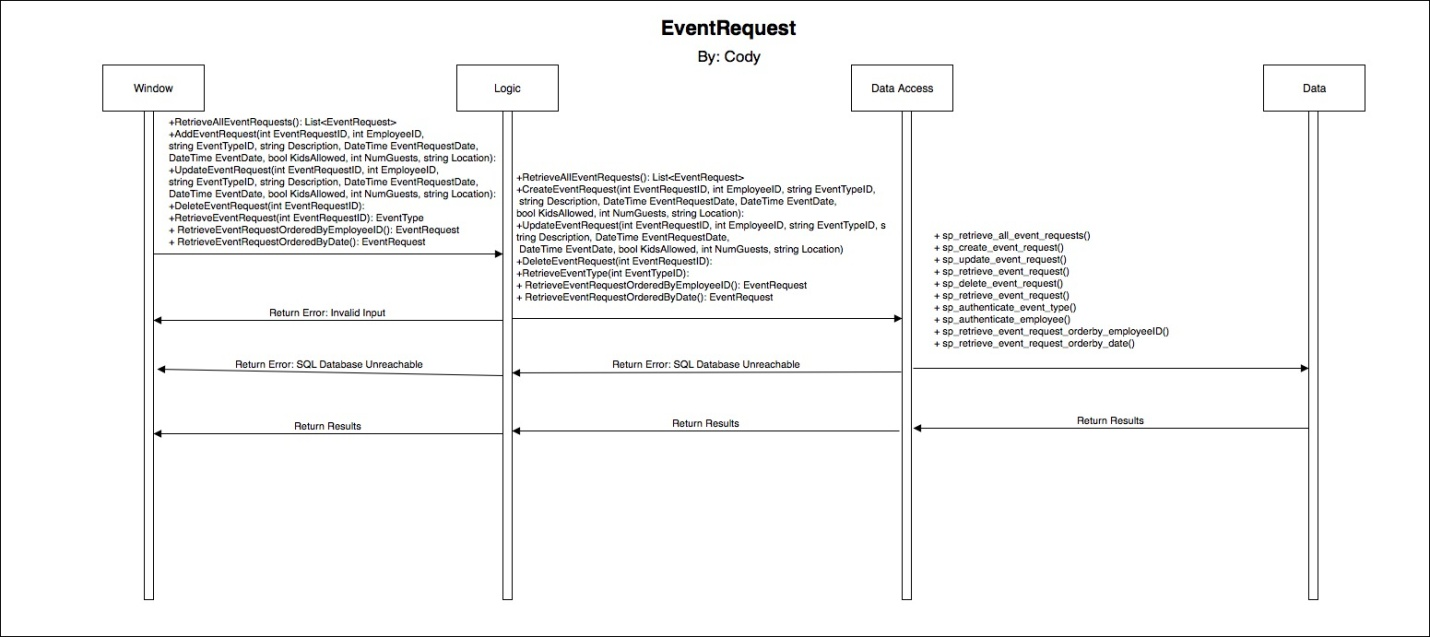 EventRequest
By: Cody
Window
Logic
Data Access
Data
+RetrieveAllEventRequests(): List<EventRequest>
+AddEventRequest(int EventRequestID, int EmployeeID,
string EventTypeID, string Description, DateTime EventRequestDate,
DateTime EventDate, bool KidsAllowed, int NumGuests, string Location):
+UpdateEventRequest(int EventRequestID, int EmployeeID,
string EventTypeID, string Description, DateTime EventRequestDate,
DateTime EventDate, bool KidsAllowed, int NumGuests, string Location):
+DeleteEventRequest(int EventRequestID):
+RetrieveEventRequest(int EventRequestID): EventType
+ RetrieveEventRequestOrderedByEmployeeID(): EventRequest
+ RetrieveEventRequestOrderedByDate(): EventRequest
+RetrieveAllEventRequests(): List<EventRequest>
+CreateEventRequest(int EventRequestID, int EmployeeID, string EventTypeID,
string Description, DateTime EventRequestDate, DateTime EventDate,
bool KidsAllowed, int NumGuests, string Location):
+UpdateEventRequest(int EventRequestID, int EmployeeID, string EventTypeID, s
tring Description, DateTime EventRequestDate,
DateTime EventDate, bool KidsAllowed, int NumGuests, string Location)
+DeleteEventRequest(int EventRequestID):
+RetrieveEventType(int EventTypeID):
+ RetrieveEventRequestOrderedByEmployeeID(): EventRequest
+ RetrieveEventRequestOrderedByDate(): EventRequest
+ sp_retrieve_all_event_requests()
+ sp_create_event_request()
+ sp_update_event_request()
+ sp_retrieve_event_request()
+ sp_delete_event_request()
+ sp_retrieve_event_request()
+ sp_authenticate_event_type()
+ sp_authenticate_employee()
+ sp_retrieve_event_request_orderby_employeeID()
+ sp_retrieve_event_request_orderby_date()
Return Error: Invalid Input
Return Error: SQL Database Unreachable
Return Error: SQL Database Unreachable
Return Results
Return Results
Return Results